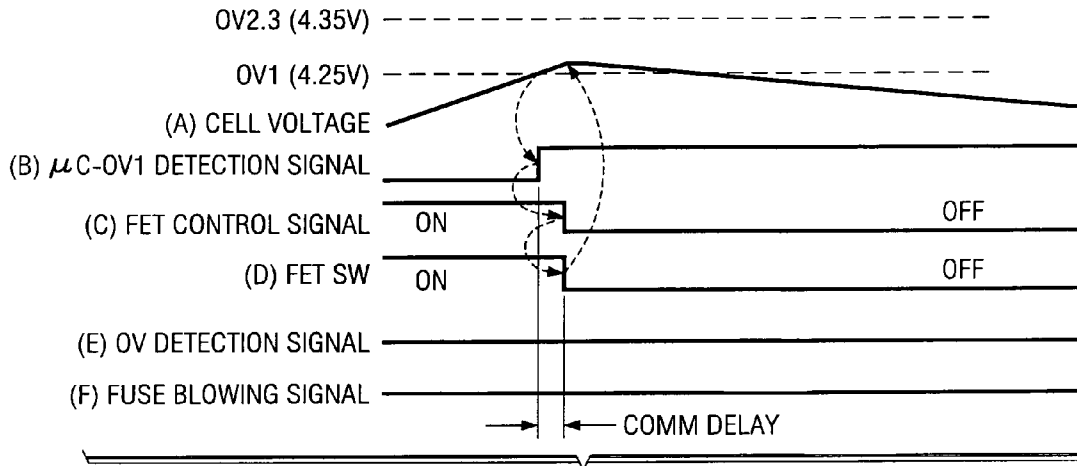 OV2.3 (4.35V)
OV1 (4.25V)
(A) CELL VOLTAGE
(B) μC-OV1 DETECTION SIGNAL
(C) FET CONTROL SIGNAL
ON
OFF
(D) FET SW
ON
OFF
(E) OV DETECTION SIGNAL
(F) FUSE BLOWING SIGNAL
COMM DELAY